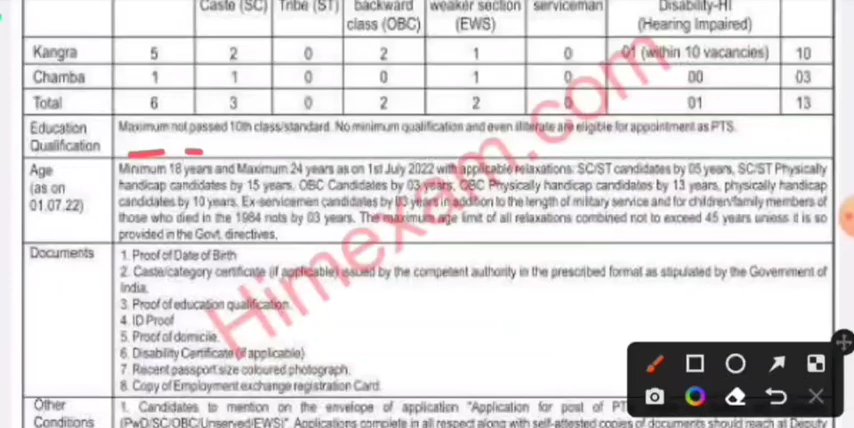 Caste (SC) Tribe (ST) backward weaker section serviceman Disability-HI
class (OBC) (EWS) (Hearing Impaired)
Kangra 5 2 0 2 1 0 01 (within 10 vacancies) 10
Chamba 1 1 0 0 1 0 00 03
Total 6 3 0 2 2 0 01 13
Education Maximum not passed 10th class/standard. No minimum qualification and even illiterate are eligible for appointment as PTS.
Qualification
Age Minimum 18 years and Maximum 24 years as on 1st July 2022 with applicable relaxations: SC/ST candidates by 05 years, SC/ST Physically
(as on handicap candidates by 15 years, OBC Candidates by 03 years, OBC Physically handicap candidates by 13 years, physically handicap
01.07.22) candidates by 10 years. Ex-servicemen candidates by 03 years in addition to the length of military service and for children/family members of
those who died in the 1984 riots by 03 years. The maximum age limit of all relaxations combined not to exceed 45 years unless it is so
provided in the Govt. directives.
Documents 1. Proof of Date of Birth
2. Caste/category certificate (if applicable) issued by the competent authority in the prescribed format as stipulated by the Government of
India.
3. Proof of education qualification.
4. ID Proof
5. Proof of domicile.
6. Disability Certificate (if applicable)
7. Recent passport size coloured photograph.
8. Copy of Employment exchange registration Card.
Other 1. Candidates to mention on the envelope of application "Application for post of
Conditions (PwD/SC/OBC/Unserved/EWS)". Applications complete in all respect along with self-attested copies of documents should reach at Deputy
Himexam.com